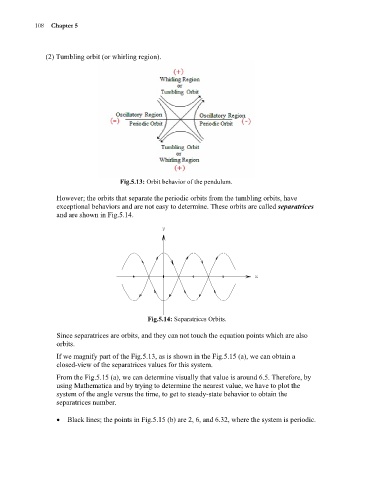 108 Chapter 5
(2) Tumbling orbit (or whirling region).
(+)
Whirling Region
or
Tumbling Orbit
Oscillatory Region
Oscillatory Region
(-)
(-)
Periodic Orbit
Periodic Orbit
Tumbling Orbit
or
Whirling Region
(+)
Fig.5.13: Orbit behavior of the pendulum.
However; the orbits that separate the periodic orbits from the tumbling orbits, have
exceptional behaviors and are not easy to determine. These orbits are called separatrices
and are shown in Fig.5.14.
Fig.5.14: Separatrices Orbits.
Since separatrices are orbits, and they can not touch the equation points which are also
orbits.
If we magnify part of the Fig.5.13, as is shown in the Fig.5.15 (a), we can obtain a
closed-view of the separatrices values for this system.
From the Fig.5.15 (a), we can determine visually that value is around 6.5. Therefore, by
using Mathematica and by trying to determine the nearest value, we have to plot the
system of the angle versus the time, to get to steady-state behavior to obtain the
separatrices number.
• Black lines; the points in Fig.5.15 (b) are 2, 6, and 6.32, where the system is periodic.